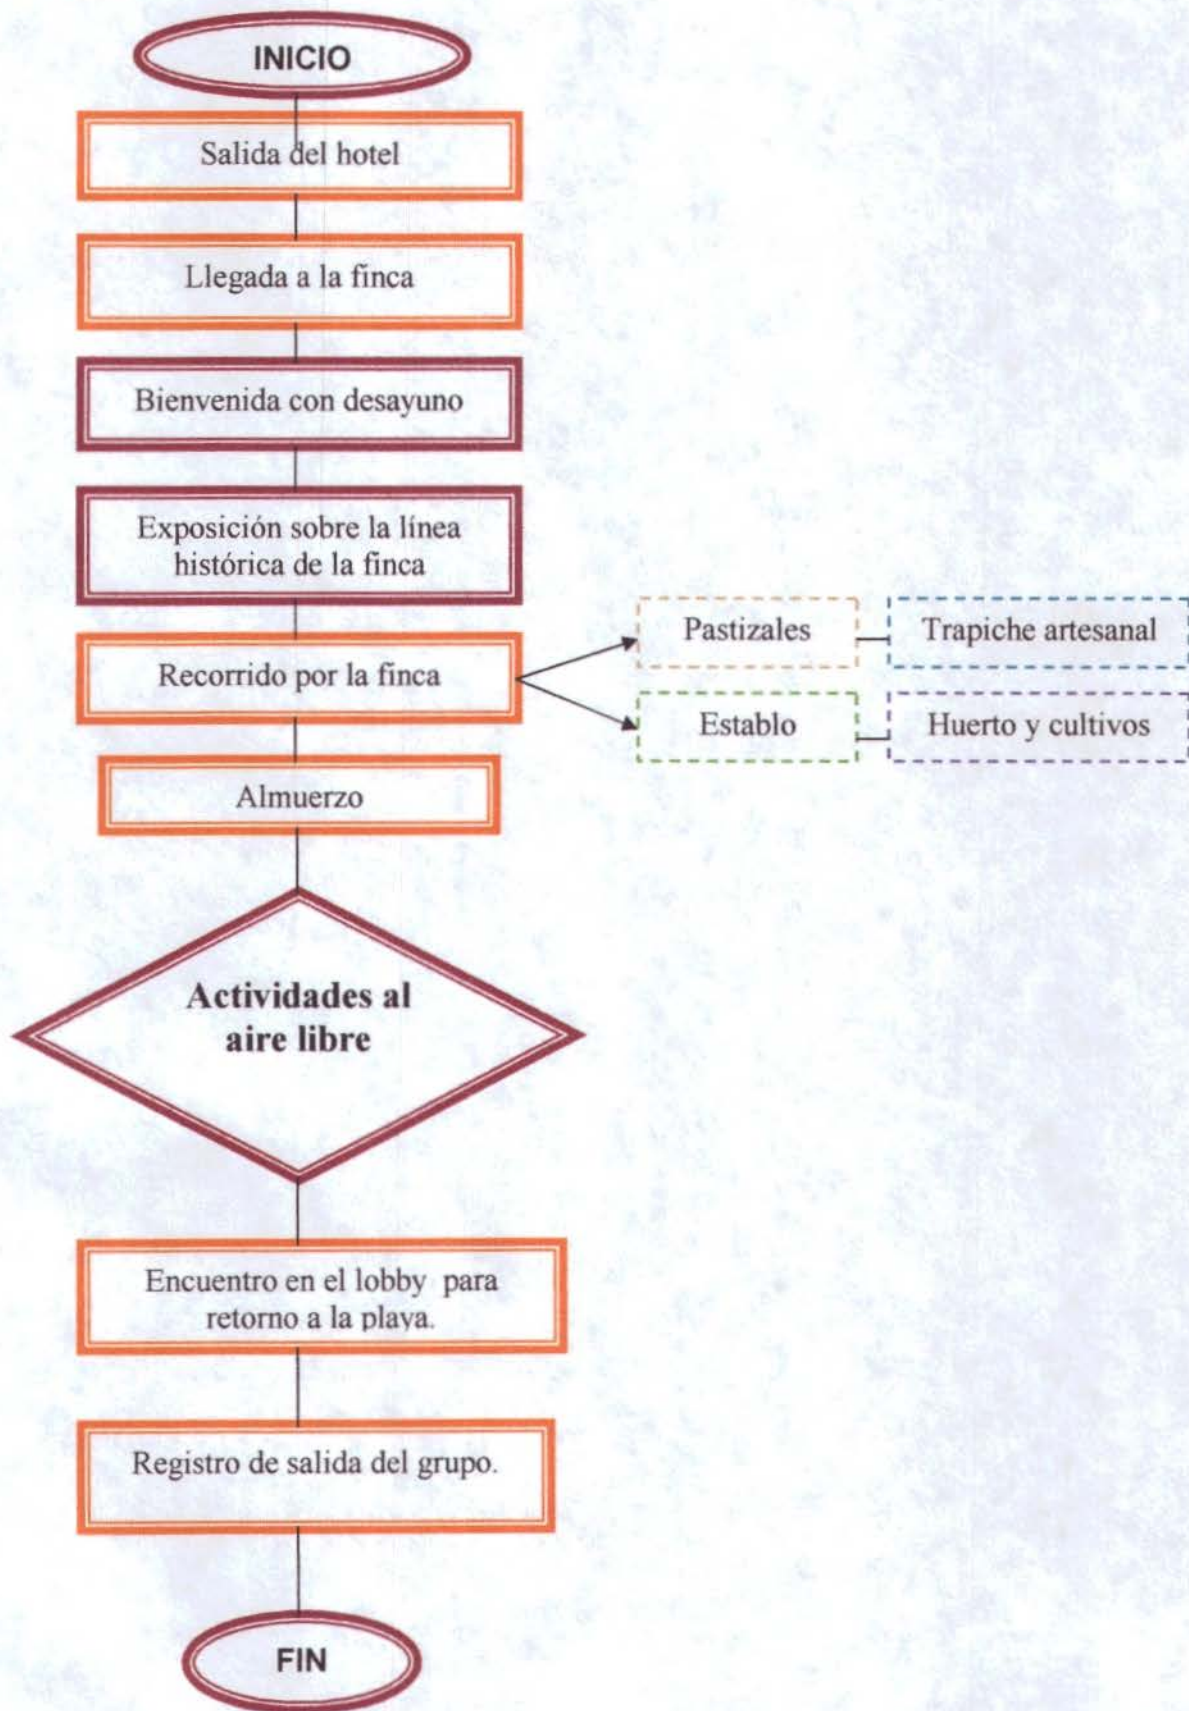 INICIO
Salida del hotel
Llegada a la finca
Bienvenida con desayuno
Exposición sobre la línea
histórica de la finca
Recorrido por la finca
Pastizales
Trapiche artesanal
Establo
Huerto y cultivos
Almuerzo
Actividades al
aire libre
Encuentro en el lobby para
retorno a la playa.
Registro de salida del grupo.
FIN